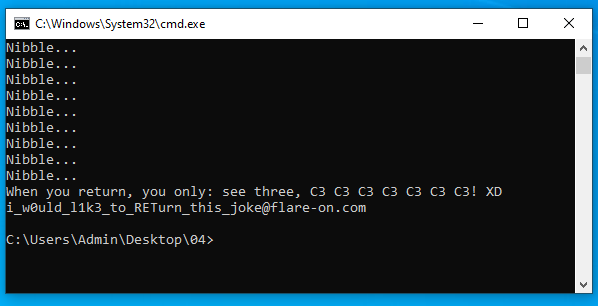 C:\Windows\System32\cmd.exe
Nibble...
Nibble...
Nibble...
Nibble...
Nibble...
Nibble...
Nibble...
Nibble...
Nibble...
When you return, you only: see three, C3 C3 C3 C3 C3 C3 C3! XD
i_w0uld_l1k3_to_RETurn_this_joke@flare-on.com
C:\Users\Admin\Desktop\04>